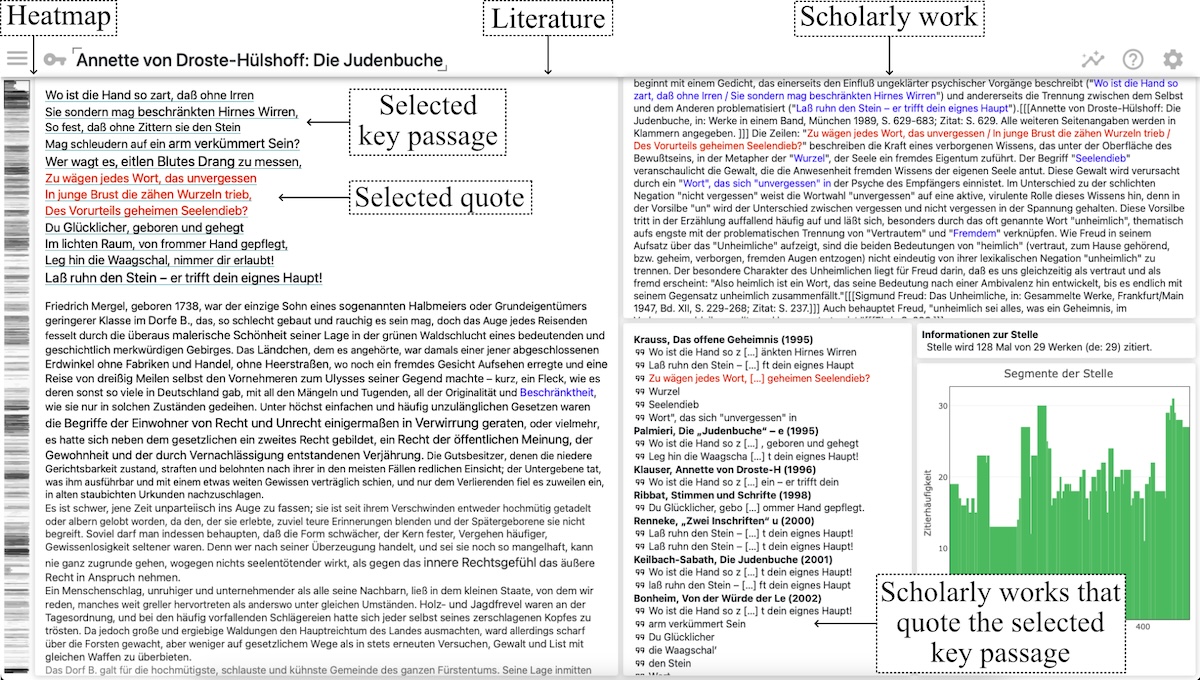 Heatmap
Literature
Scholarly work
Annette von Droste-Hülshoff: Die Judenbuche
Wo ist die Hand so zart, daß ohne Irren
Sie sondern mag beschränkten Hirnes Wirren,
So fest, daß ohne Zittern sie den Stein
Mag schleudern auf ein arm verkümmert Sein?
Wer wagt es, eitlen Blutes Drang zu messen,
Zu wägen jedes Wort, das unvergessen
In junge Brust die zähen Wurzeln trieb,
Des Vorurteils geheimen Seelendieb?
Du Glücklicher, geboren und gehegt
Im lichten Raum, von frommer Hand gepflegt,
Leg hin die Waagschal, nimmer dir erlaubt!
Laß ruhn den Stein – er trifft dein eignes Haupt!
Selected
key passage
Selected quote
Friedrich Mergel, geboren 1738, war der einzige Sohn eines sogenannten Halbmeiers oder Grundeigentümers
geringerer Klasse im Dorfe B., das, so schlecht gebaut und rauchig es sein mag, doch das Auge jedes Reisenden
fesselt durch die überaus malerische Schönheit seiner Lage in der grünen Waldschlucht eines bedeutenden und
geschichtlich merkwürdigen Gebirges. Das Ländchen, dem es angehörte, war damals einer jener abgeschlossenen
Erdwinkel ohne Fabriken und Handel, ohne Heerstraßen, wo noch ein fremdes Gesicht Aufsehen erregte und eine
Reise von dreißig Meilen selbst den Vornehmeren zum Ulysses seiner Gegend machte – kurz, ein Fleck, wie es
deren sonst so viele in Deutschland gab, mit all den Mängeln und Tugenden, all der Originalität und Beschränktheit,
wie sie nur in solchen Zuständen gedeihen. Unter höchst einfachen und häufig unzulänglichen Gesetzen waren
die Begriffe der Einwohner von Recht und Unrecht einigermaßen in Verwirrung geraten, oder vielmehr,
es hatte sich neben dem gesetzlichen ein zweites Recht gebildet, ein Recht der öffentlichen Meinung, der
Gewohnheit und der durch Vernachlässigung entstandenen Verjährung. Die Gutsbesitzer, denen die niedere
Gerichtsbarkeit zustand, straften und belohnten nach ihrer in den meisten Fällen redlichen Einsicht; der Untergebene tat,
was ihm ausführbar und mit einem etwas weiten Gewissen verträglich schien, und nur dem Verlierenden fiel es zuweilen ein,
in alten staubichten Urkunden nachzuschlagen.
Es ist schwer, jene Zeit unparteiisch ins Auge zu fassen; sie ist seit ihrem Verschwinden entweder hochmütig getadelt
oder albern gelobt worden, da den, der sie erlebte, zuviel teure Erinnerungen blenden und der Spätergeborene sie nicht
begreift. Soviel darf man indessen behaupten, daß die Form schwächer, der Kern fester, Vergehen häufiger,
Gewissenlosigkeit seltener waren. Denn wer nach seiner Überzeugung handelt, und sei sie noch so mangelhaft, kann
nie ganz zugrunde gehen, wogegen nichts seelentötender wirkt, als gegen das innere Rechtsgefühl das äußere
Recht in Anspruch nehmen.
Ein Menschenschlag, unruhiger und unternehmender als alle seine Nachbarn, ließ in dem kleinen Staate, von dem wir
reden, manches weit greller hervortreten als anderswo unter gleichen Umständen. Holz- und Jagdfrevel waren an der
Tagesordnung, und bei den häufig vorfallenden Schlägereien hatte sich jeder selbst seines zerschlagenen Kopfes zu
trösten. Da jedoch große und ergiebige Waldungen den Hauptreichtum des Landes ausmachten, ward allerdings scharf
über die Forsten gewacht, aber weniger auf gesetzlichem Wege als in stets erneuten Versuchen, Gewalt und List mit
gleichen Waffen zu überbieten.
Das Dorf B. galt für die hochmütigste, schlauste und kühnste Gemeinde des ganzen Fürstentums. Seine Lage inmitten
beginnt mit einem Gedicht, das einerseits den Einfluß ungeklärter psychischer Vorgänge beschreibt ("Wo ist die Hand so
zart, daß ohne Irren / Sie sondern mag beschränkten Hirnes Wirren") und andererseits die Trennung zwischen dem Selbst
und dem Anderen problematisiert ("Laß ruhn den Stein – er trifft dein eignes Haupt").[[[Annette von Droste-Hülshoff: Die
Judenbuche, in: Werke in einem Band, München 1989, S. 629-683; Zitat: S. 629. Alle weiteren Seitenangaben werden in
Klammern angegeben. ]]] Die Zeilen: "Zu wägen jedes Wort, das unvergessen / In junge Brust die zähen Wurzeln trieb /
Des Vorurteils geheimen Seelendieb?" beschreiben die Kraft eines verborgenen Wissens, das unter der Oberfläche des
Bewußtseins, in der Metapher der "Wurzel", der Seele ein fremdes Eigentum zuführt. Der Begriff "Seelendieb"
veranschaulicht die Gewalt, die die Anwesenheit fremden Wissens der eigenen Seele antut. Diese Gewalt wird verursacht
durch ein "Wort", das sich "unvergessen" in der Psyche des Empfängers einnistet. Im Unterschied zu der schlichten
Negation "nicht vergessen" weist die Wortwahl "unvergessen" auf eine aktive, virulente Rolle dieses Wissens hin, denn in
der Vorsilbe "un" wird der Unterschied zwischen vergessen und nicht vergessen in der Spannung gehalten. Diese Vorsilbe
tritt in der Erzählung auffallend häufig auf und läßt sich, besonders durch das oft genannte Wort "unheimlich", thematisch
aufs engste mit der problematischen Trennung von "Vertrautem" und "Fremdem" verknüpfen. Wie Freud in seinem
Aufsatz über das "Unheimliche" aufzeigt, sind die beiden Bedeutungen von "heimlich" (vertraut, zum Hause gehörend,
bzw. geheim, verborgen, fremden Augen entzogen) nicht eindeutig von ihrer lexikalischen Negation "unheimlich" zu
trennen. Der besondere Charakter des Unheimlichen liegt für Freud darin, daß es uns gleichzeitig als vertraut und als
fremd erscheint: "Also heimlich ist ein Wort, das seine Bedeutung nach einer Ambivalenz hin entwickelt, bis es endlich mit
seinem Gegensatz unheimlich zusammenfällt."[[[Sigmund Freud: Das Unheimliche, in: Gesammelte Werke, Frankfurt/Main
1947, Bd. XII, S. 229-268; Zitat: S. 237.]]] Auch behauptet Freud, "unheimlich sei alles, was ein Geheimnis, im
Krauss, Das offene Geheimnis (1995)
Wo ist die Hand so z [...] änkten Hirnes Wirren
Laß ruhn den Stein – [...] ft dein eignes Haupt
Zu wägen jedes Wort, [...] geheimen Seelendieb?
Wurzel
Seelendieb
Wort", das sich "unvergessen" in
Palmieri, Die „Judenbuche" – e (1995)
Wo ist die Hand so z [...] , geboren und gehegt
Leg hin die Waagscha [...] t dein eignes Haupt!
Klauser, Annette von Droste-H (1996)
Wo ist die Hand so z [...] ein – er trifft dein
Ribbat, Stimmen und Schrifte (1998)
Du Glücklicher, gebo [...] ommer Hand gepflegt.
Renneke, „Zwei Inschriften" u (2000)
Laß ruhn den Stein – [...] t dein eignes Haupt!
Laß ruhn den Stein – [...] t dein eignes Haupt!
Keilbach-Sabath, Die Judenbuche (2001)
Wo ist die Hand so z [...] t dein eignes Haupt!
laß ruhn den Stein – [...] ft dein eignes Haupt
Bonheim, Von der Würde der Le (2002)
Wo ist die Hand so z [...] t dein eignes Haupt!
arm verkümmert Sein
Du Glücklicher
die Waagschal'
den Stein
Informationen zur Stelle
Stelle wird 128 Mal von 29 Werken (de: 29) zitiert.
Segmente der Stelle
Zitierhäufigkeit
30
20
10
400
Scholarly works that
quote the selected
key passage